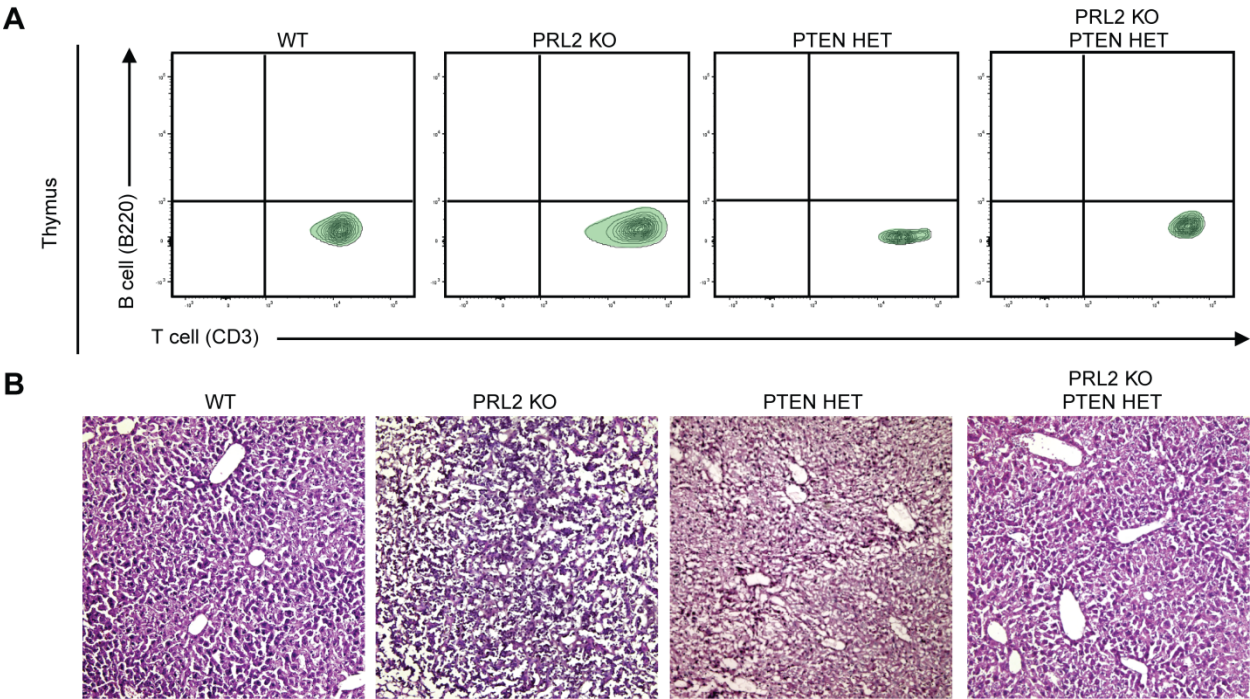 A
WT
PRL2 KO
PTEN HET
PRL2 KO
PTEN HET
Thymus
B cell (B220)
T cell (CD3)
B
WT
PRL2 KO
PTEN HET
PRL2 KO
PTEN HET